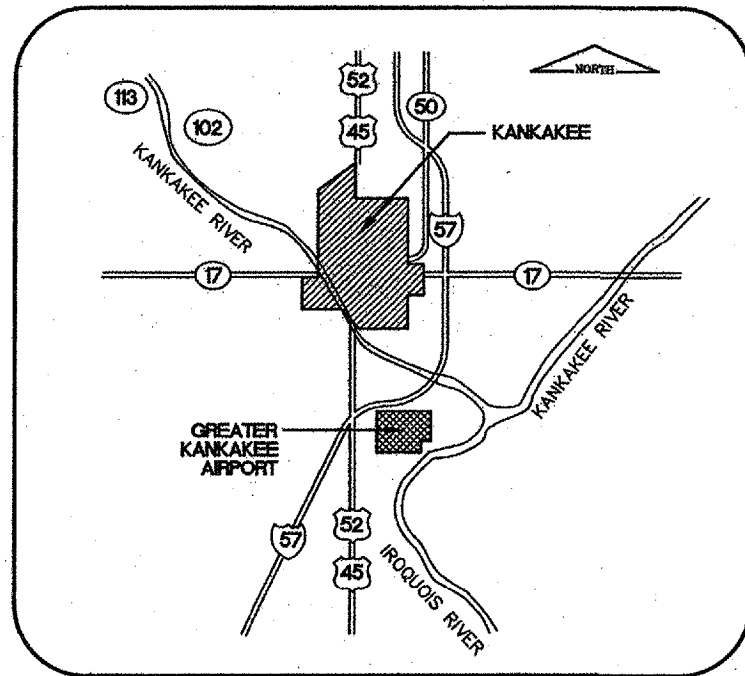 NORTH
52
50
113
45
KANKAKEE
102
KANKAKEE RIVER
57
17
17
KANKAKEE RIVER
GREATER
KANKAKEE
AIRPORT
52
57
45
IROQUOIS RIVER